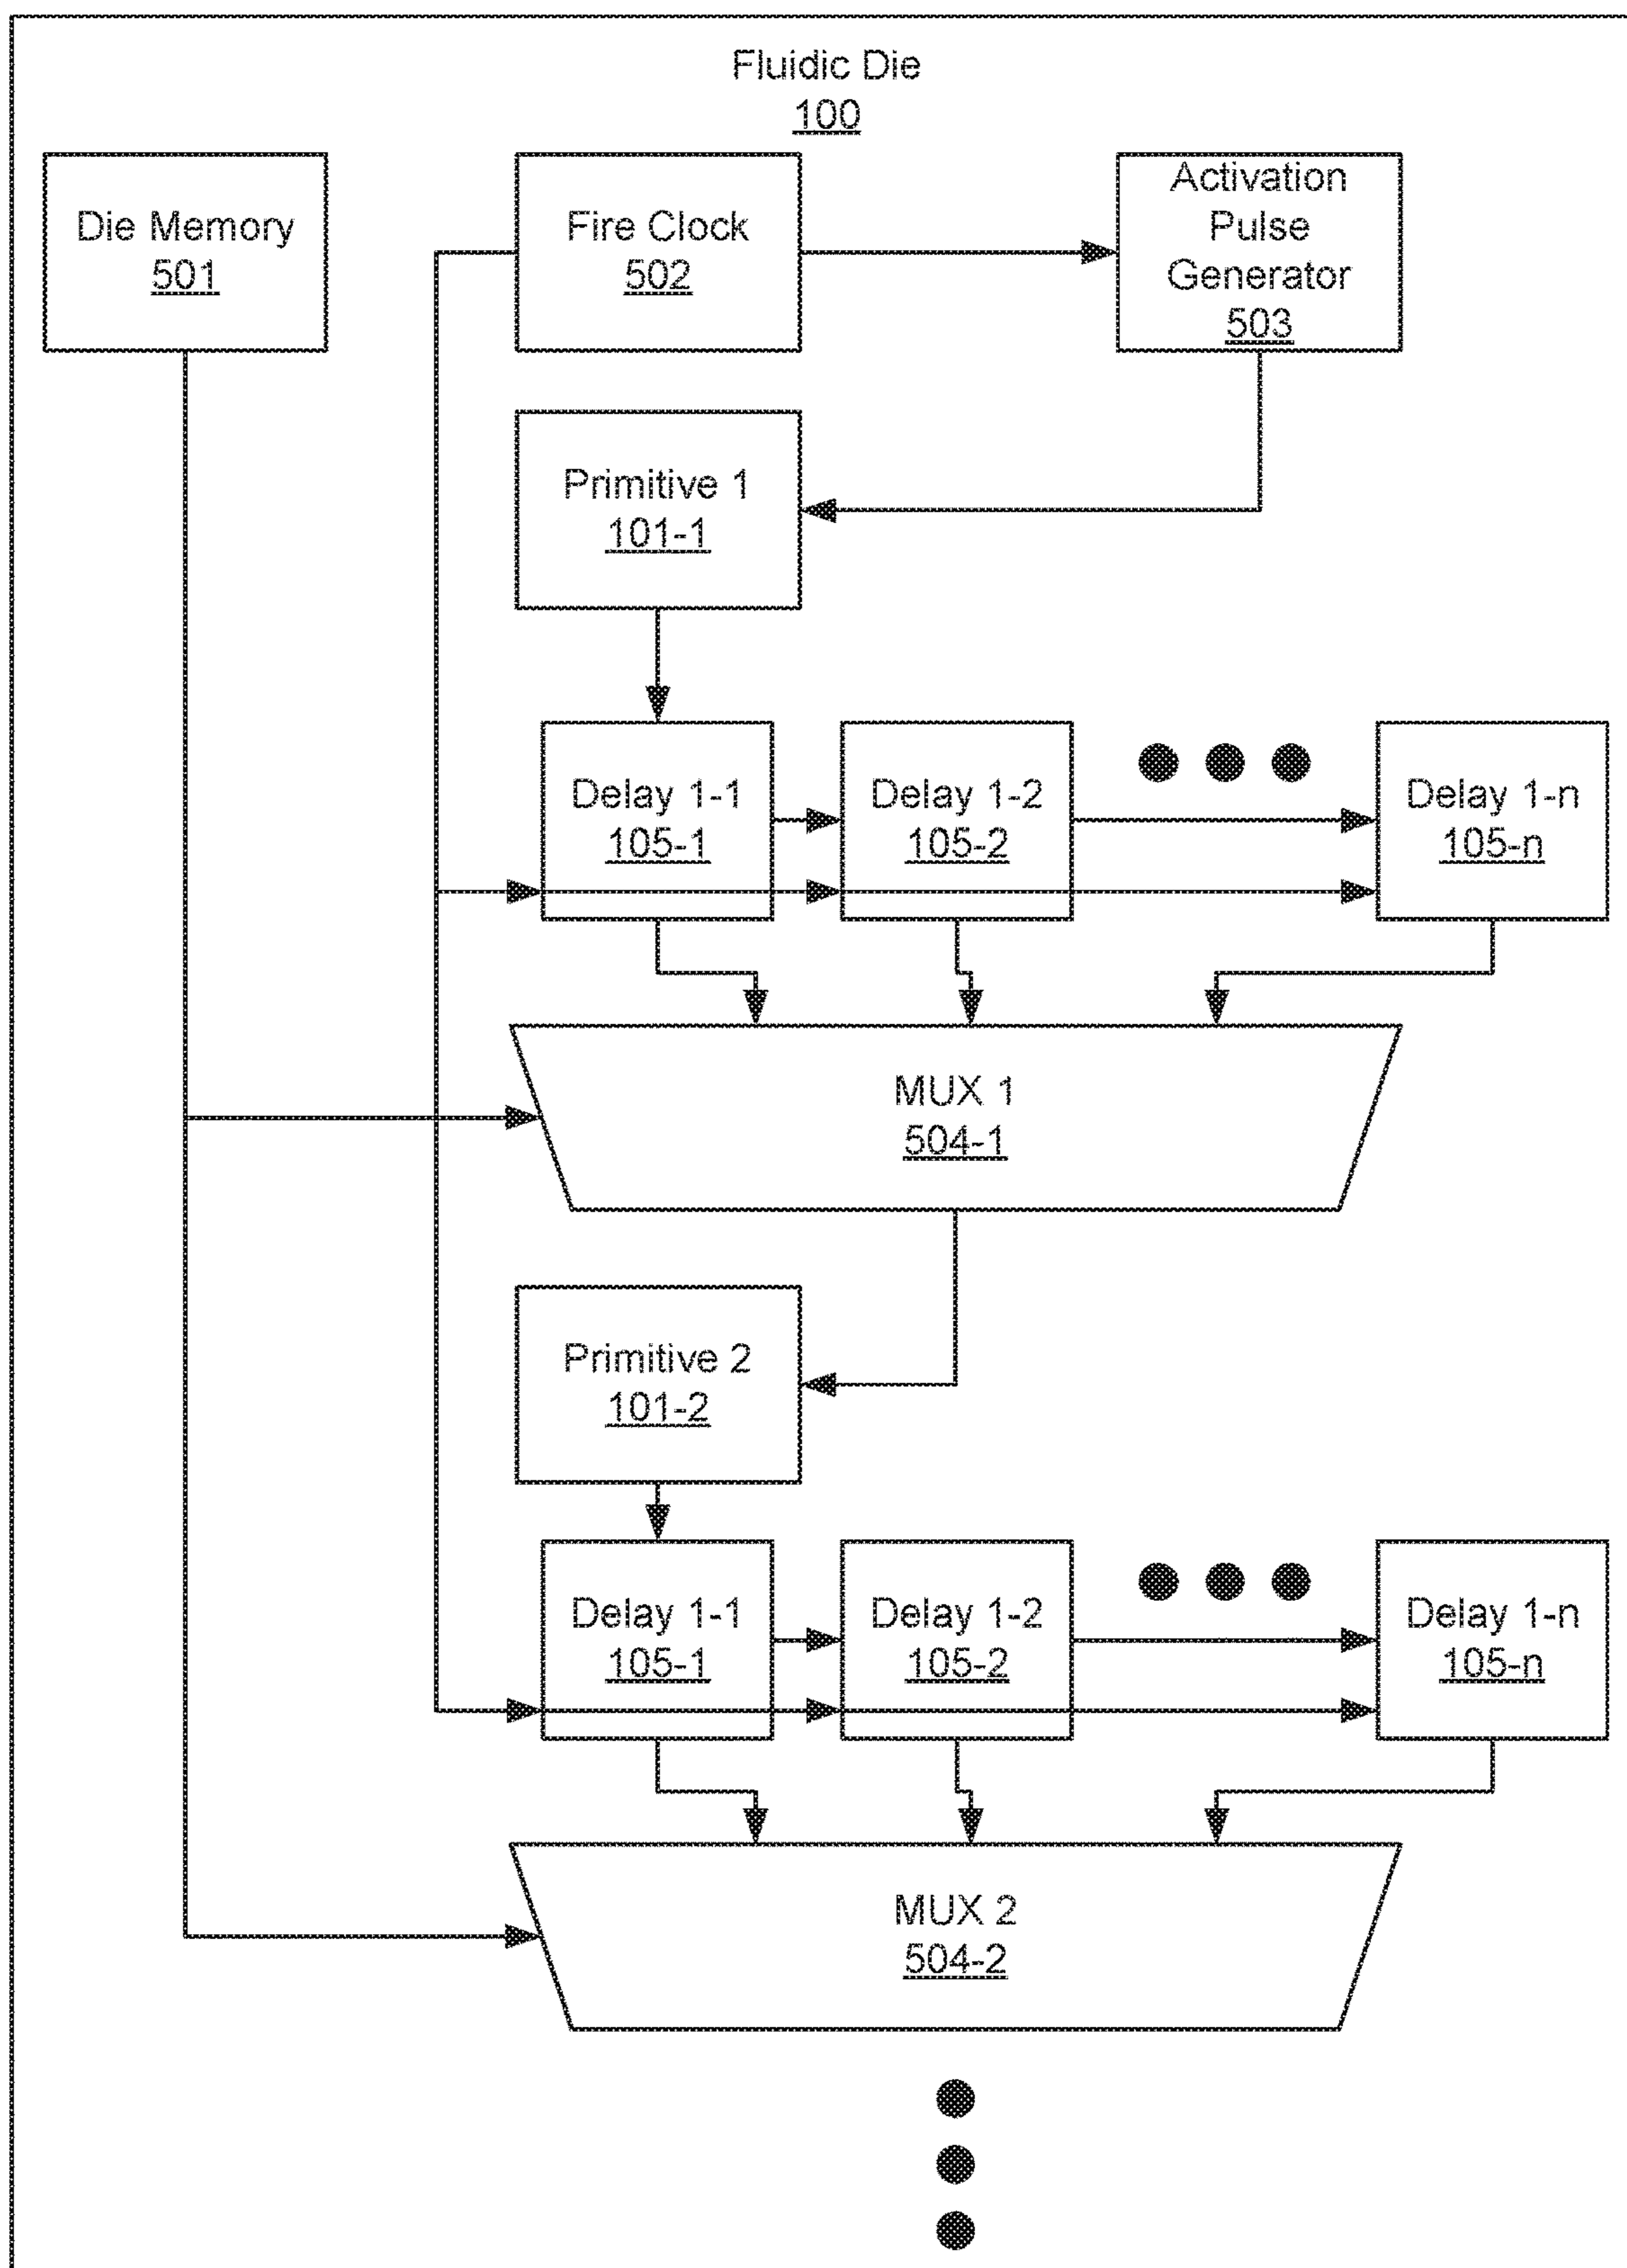 Fluidic Die
100
Die Memory
501
Fire Clock
502
Activation
Pulse
Generator
503
Primitive 1
101-1
Delay 1-1
105-1
Delay 1-2
105-2
Delay 1-n
105-n
MUX 1
504-1
Primitive 2
101-2
Delay 1-1
105-1
Delay 1-2
105-2
Delay 1-n
105-n
MUX 2
504-2